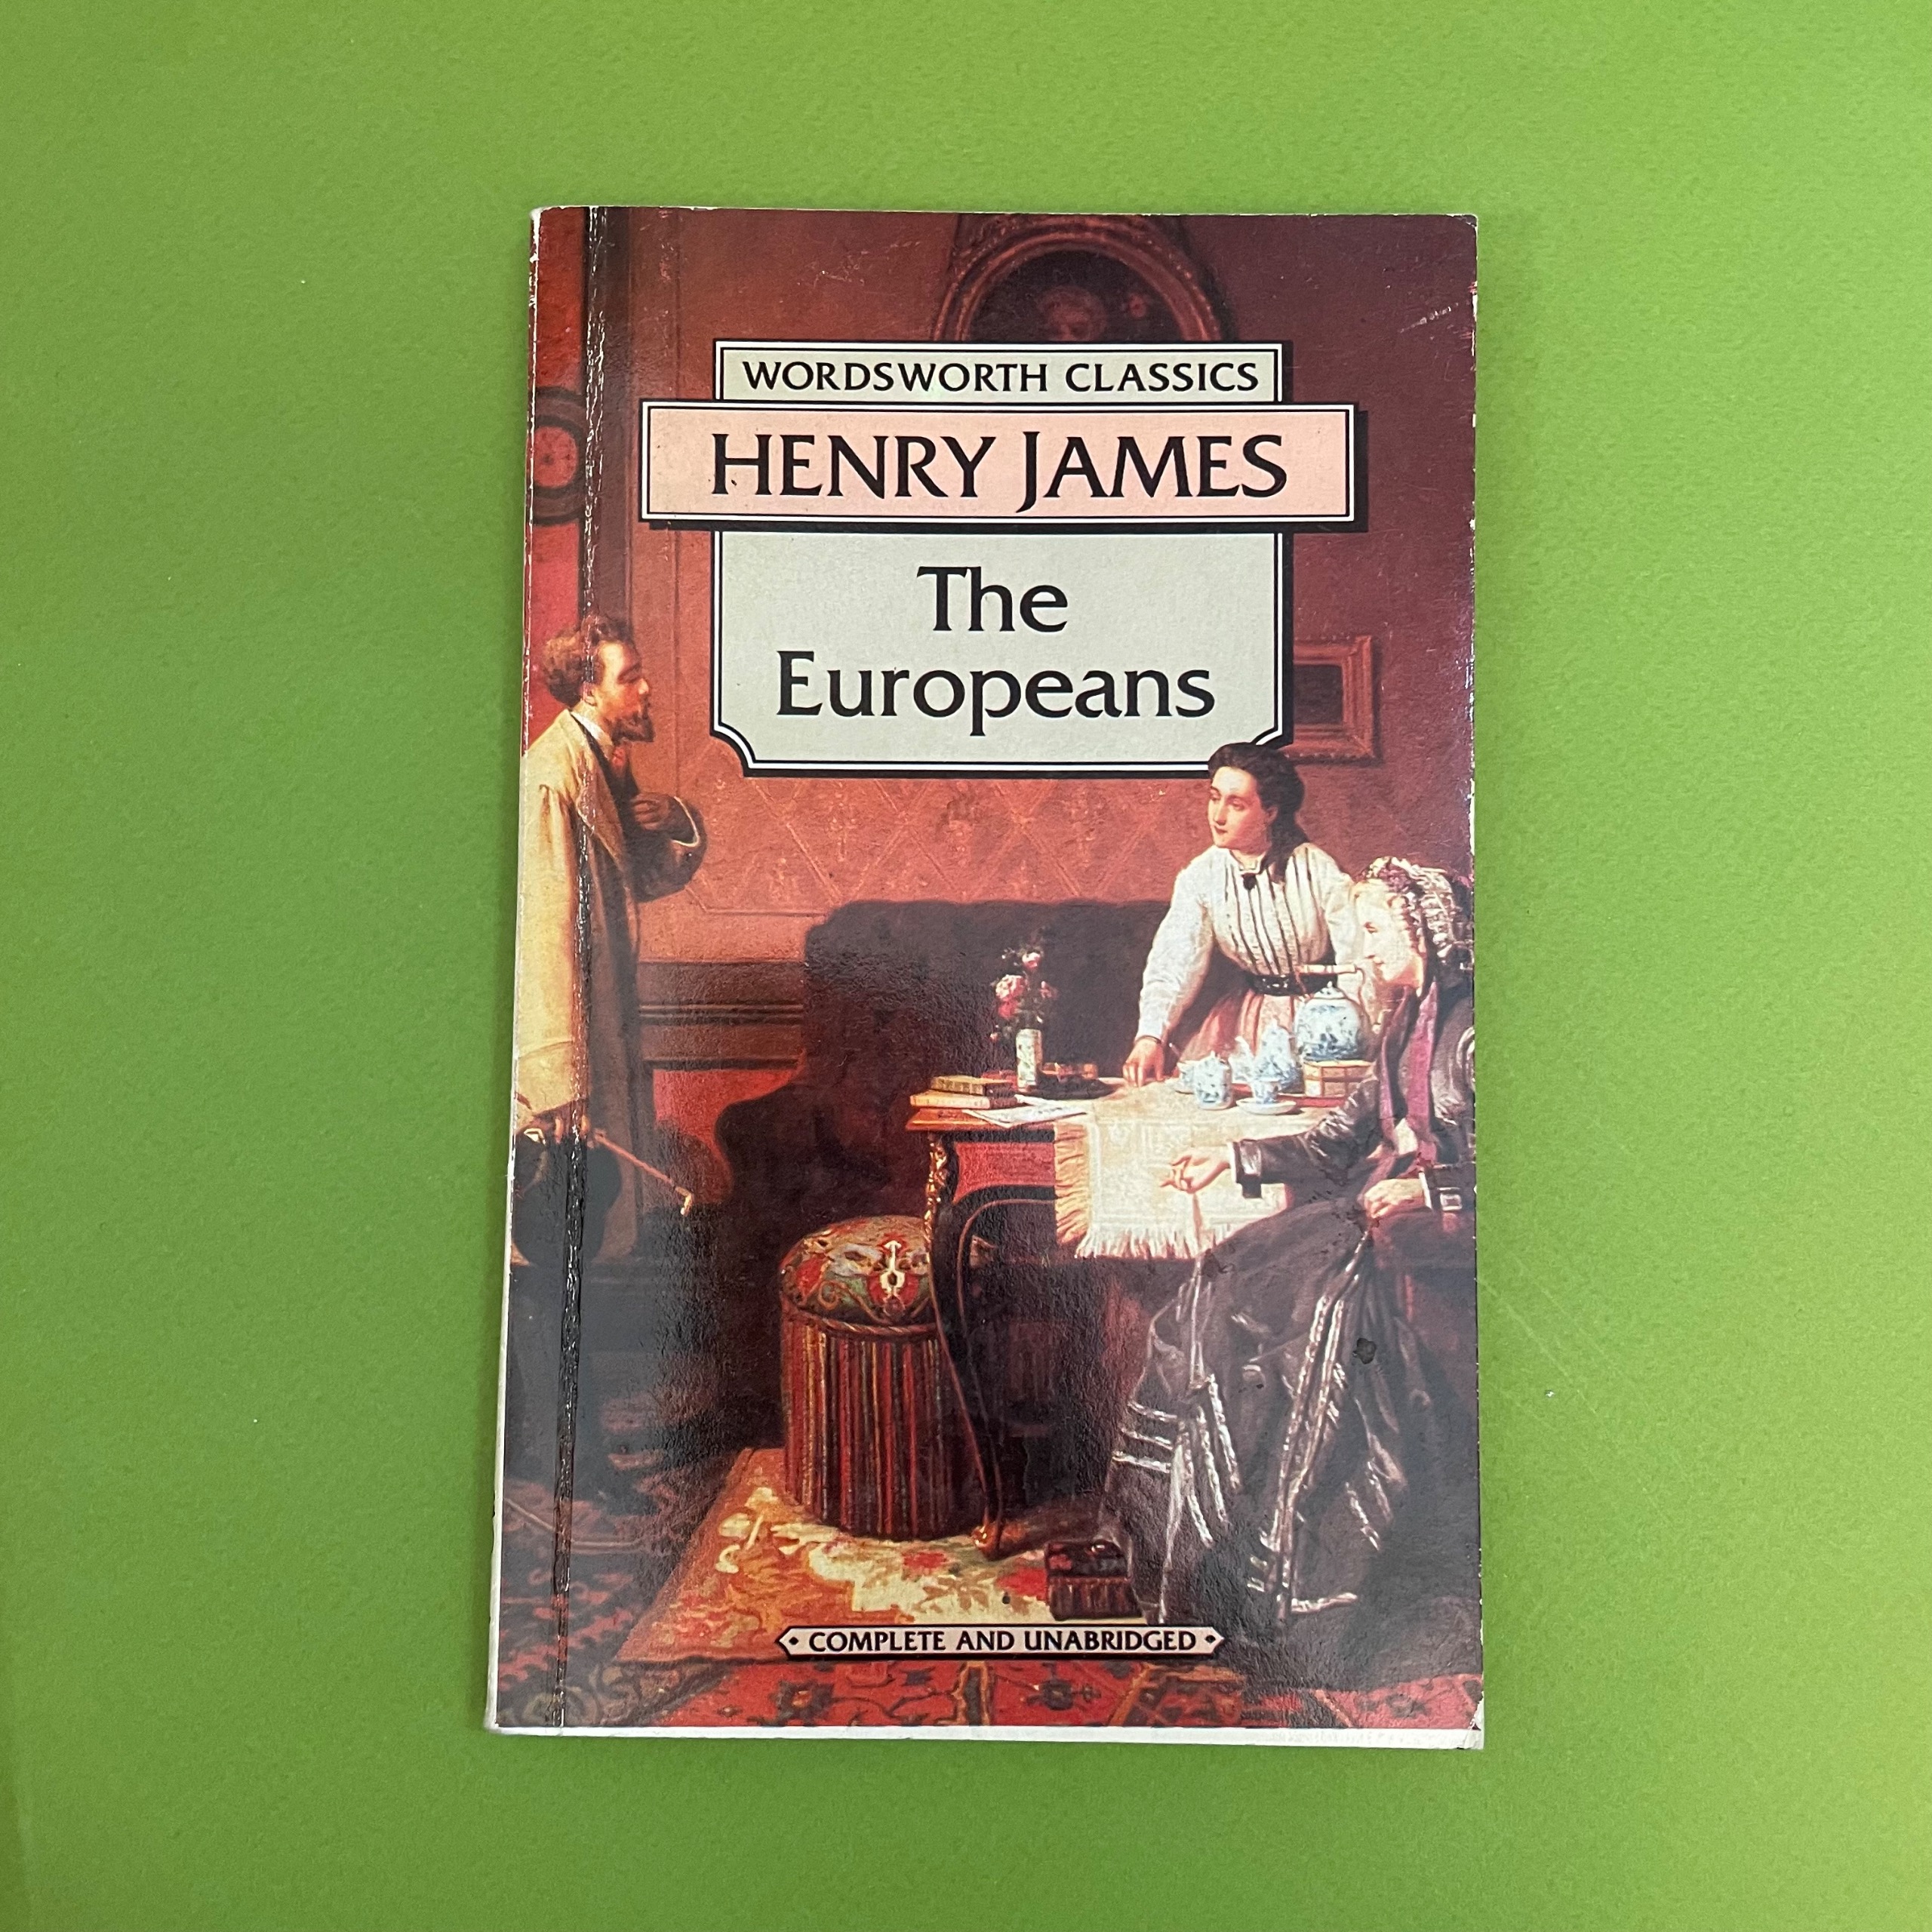 WORDSWORTH CLASSICS
HENRY JAMES
The
Europeans
• COMPLETE AND UNABRIDGED •